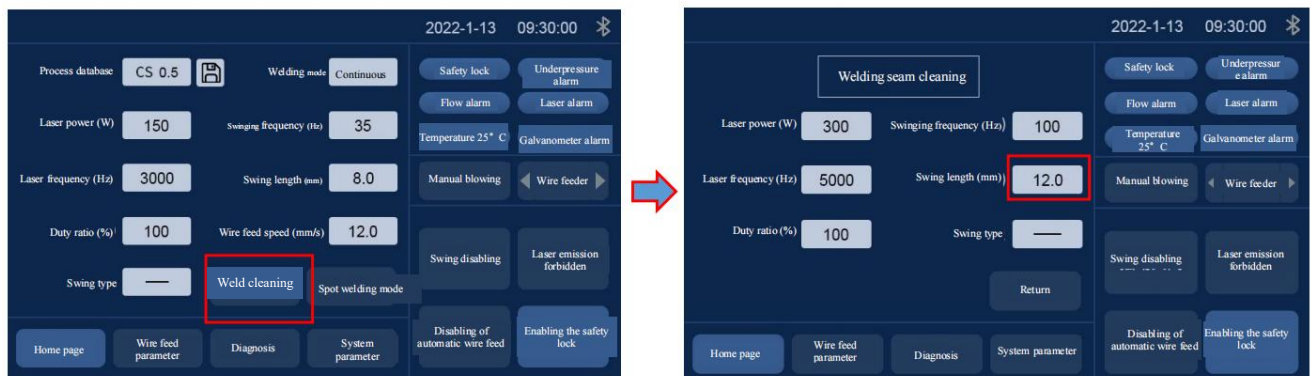 2022-1-13 09:30:00
Process database CS 0.5 Welding mode Continuous
Safety lock Underpressure alarm
Laser power (W) 150 Swinging frequency (Hz) 35
Flow alarm Laser alarm
Temperature 25° C Galvanometer alarm
Laser frequency (Hz) 3000 Swing length (mm) 8.0
Manual blowing Wire feeder
Duty ratio (%) 100 Wire feed speed (mm/s) 12.0
Swing type — Weld cleaning Spot welding mode
Swing disabling Laser emission forbidden
Home page Wire feed parameter Diagnosis System parameter
Disabling of automatic wire feed Enabling the safety lock
2022-1-13 09:30:00
Welding seam cleaning
Safety lock Underpressur e alarm
Laser power (W) 300 Swinging frequency (Hz)) 100
Flow alarm Laser alarm
Temperature 25° C Galvanometer alarm
Laser frequency (Hz) 5000 Swing length (mm)) 12.0
Manual blowing Wire feeder
Duty ratio (%) 100 Swing type —
Swing disabling Laser emission forbidden
Return
Home page Wire feed parameter Diagnosis System parameter
Disabling of automatic wire feed Enabling the safety lock